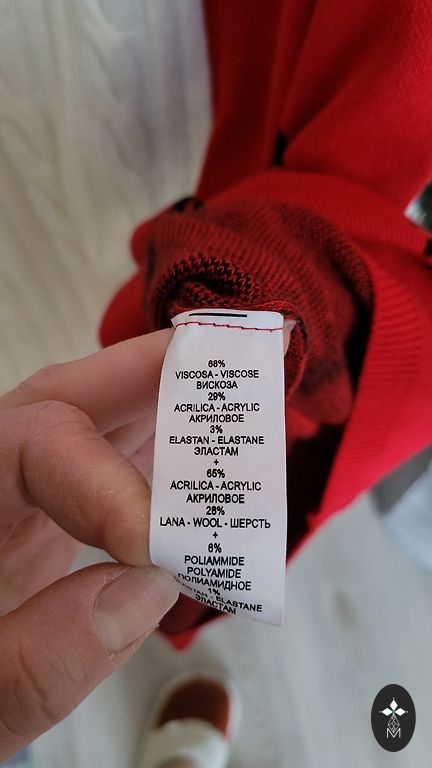 68%
VISCOSA - VISCOSE
ВИСКОЗА
29%
ACRILICA - ACRYLIC
АКРИЛОВОЕ
3%
ELASTAN - ELASTANE
ЭЛАСТАМ
+
65%
ACRILICA - ACRYLIC
АКРИЛОВОЕ
28%
LANA - WOOL - ШЕРСТЬ
+
6%
POLIAMMIDE
POLYAMIDE
ПОЛИАМИДНОЕ
1%
- ELASTANE
ЭЛАСТАМ
M